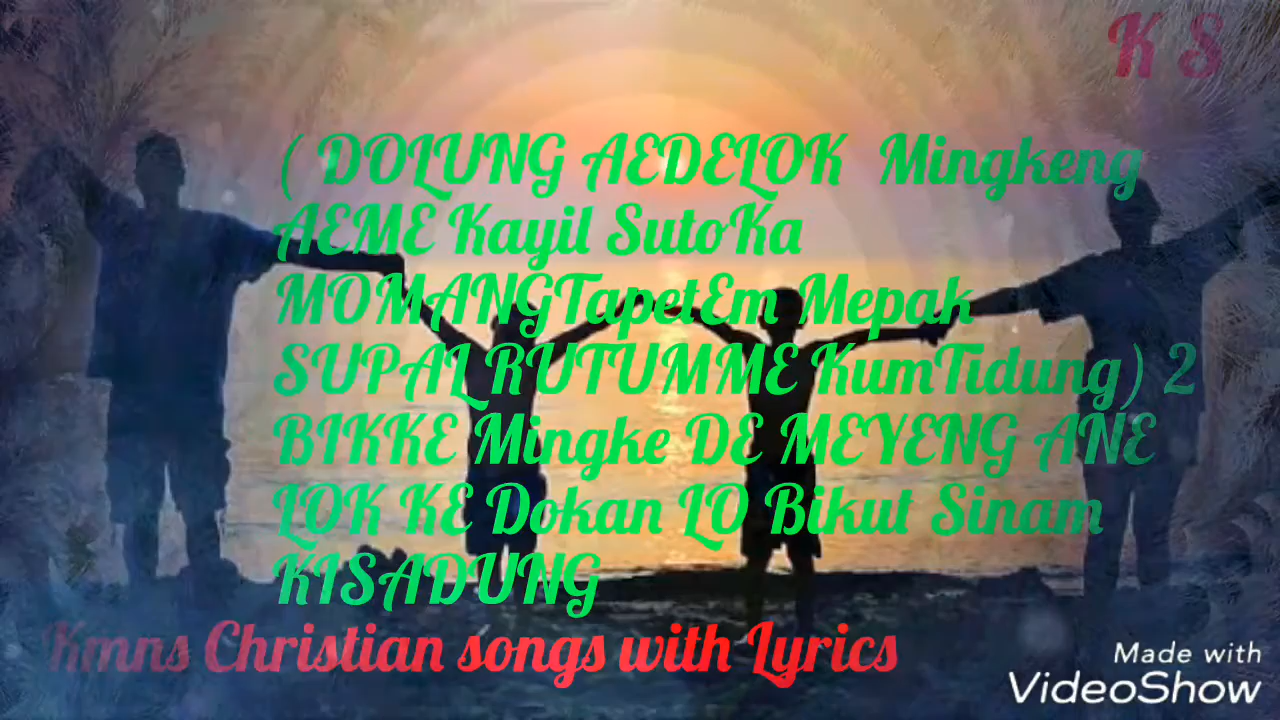 K S
( DOLUNG AEDELOK Mingkeng
AEME Kayil SutoKa
MOMANGTapetEm Mepak
SUPAL RUTUMME KumTidung) 2
BIKKE Mingke DE MEYENG ANE
LOK KE Dokan LO Bikut Sinam
KISADUNG
Kmns Christian songs with Lyrics
Made with
VideoShow